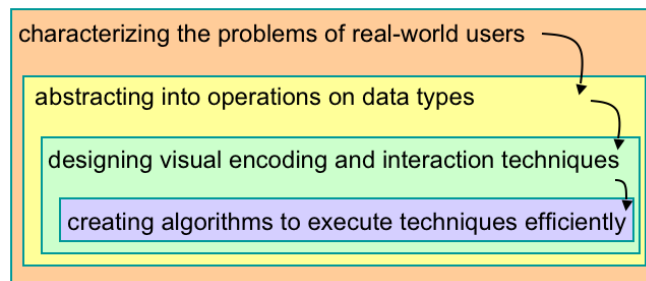 characterizing the problems of real-world users
abstracting into operations on data types
designing visual encoding and interaction techniques
creating algorithms to execute techniques efficiently